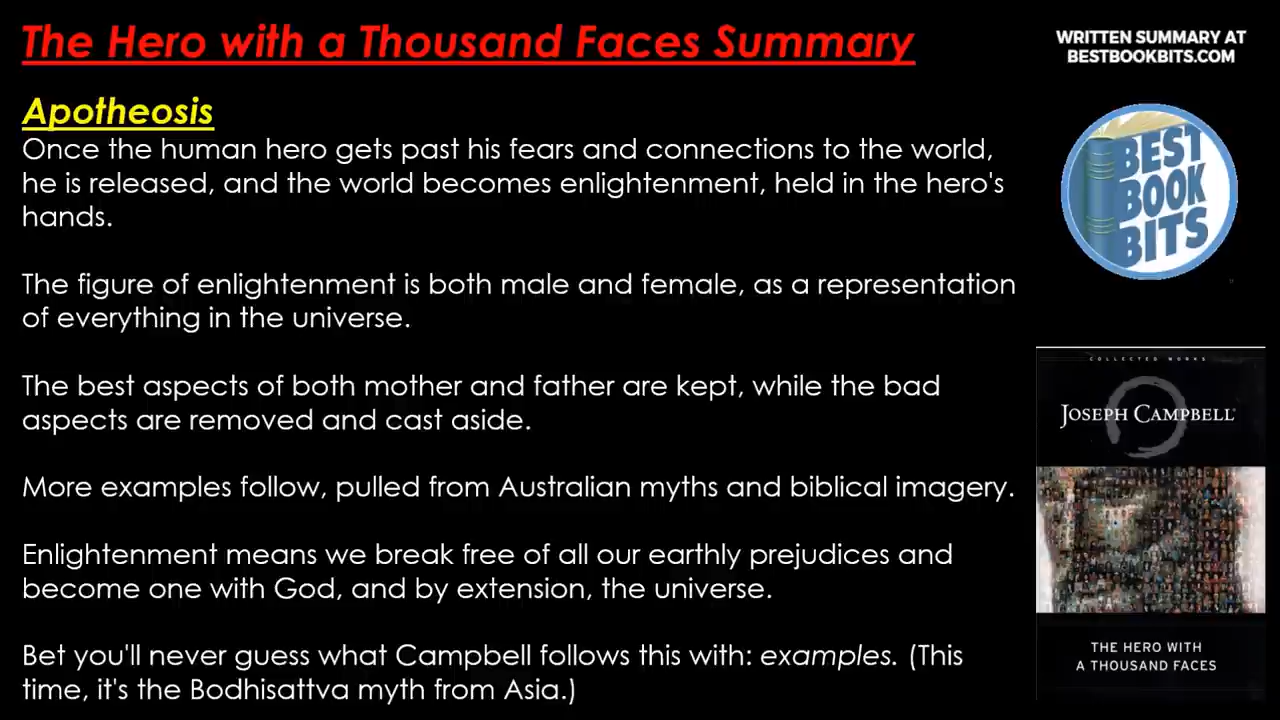 The Hero with a Thousand Faces Summary
WRITTEN SUMMARY AT
BESTBOOKBITS.COM
Apotheosis
Once the human hero gets past his fears and connections to the world,
he is released, and the world becomes enlightenment, held in the hero's
hands.
The figure of enlightenment is both male and female, as a representation
of everything in the universe.
The best aspects of both mother and father are kept, while the bad
aspects are removed and cast aside.
More examples follow, pulled from Australian myths and biblical imagery.
Enlightenment means we break free of all our earthly prejudices and
become one with God, and by extension, the universe.
Bet you'll never guess what Campbell follows this with: examples. (This
time, it's the Bodhisattva myth from Asia.)
BEST
BOOK
BITS
COLLECTED WORKS
JOSEPH CAMPBELL
THE HERO WITH
A THOUSAND FACES